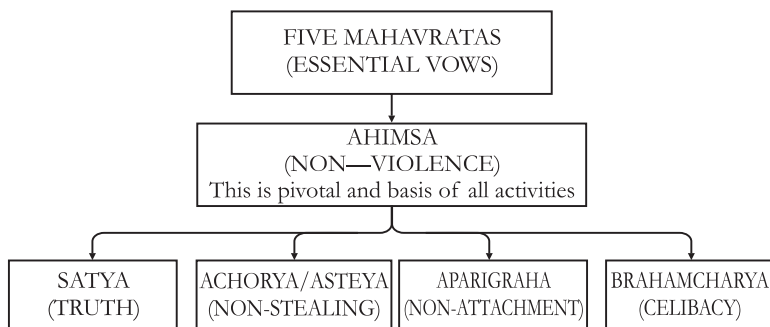 FIVE MAHAVRATAS
(ESSENTIAL VOWS)
AHIMSA
(NON—VIOLENCE)
This is pivotal and basis of all activities
SATYA
(TRUTH)
ACHORYA/ASTEYA
(NON-STEALING)
APARIGRAHA
(NON-ATTACHMENT)
BRAHAMCHARYA
(CELIBACY)